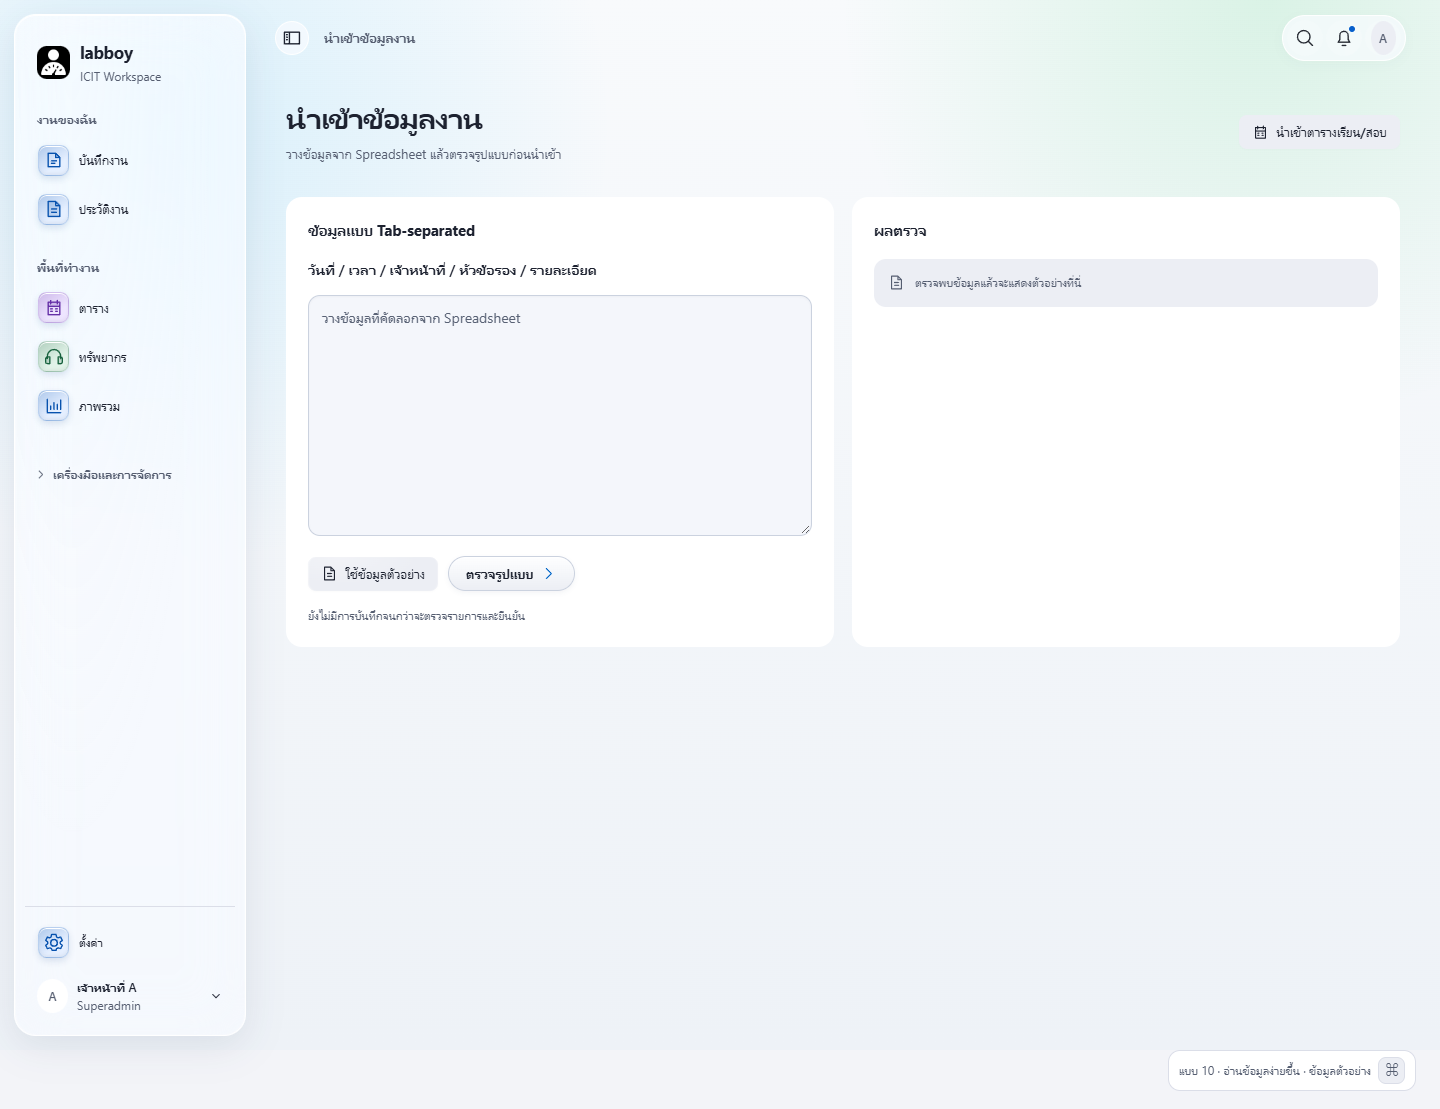 labboy
ICIT Workspace
งานของฉัน
บันทึกงาน
ประวัติงาน
พื้นที่ทำงาน
ตาราง
ทรัพยากร
ภาพรวม
เครื่องมือและการจัดการ
ตั้งค่า
A
เจ้าหน้าที่ A
Superadmin
นำเข้าข้อมูลงาน
A
นำเข้าข้อมูลงาน
วางข้อมูลจาก Spreadsheet แล้วตรวจรูปแบบก่อนนำเข้า
นำเข้าตารางเรียน/สอบ
ข้อมูลแบบ Tab-separated
วันที่ / เวลา / เจ้าหน้าที่ / หัวข้อรอง / รายละเอียด
วางข้อมูลที่คัดลอกจาก Spreadsheet
ใช้ข้อมูลตัวอย่าง
ตรวจรูปแบบ
ยังไม่มีการบันทึกจนกว่าจะตรวจรายการและยืนยัน
ผลตรวจ
ตรวจพบข้อมูลแล้วจะแสดงตัวอย่างที่นี่
แบบ 10 · อ่านข้อมูลง่ายขึ้น · ข้อมูลตัวอย่าง ⌘